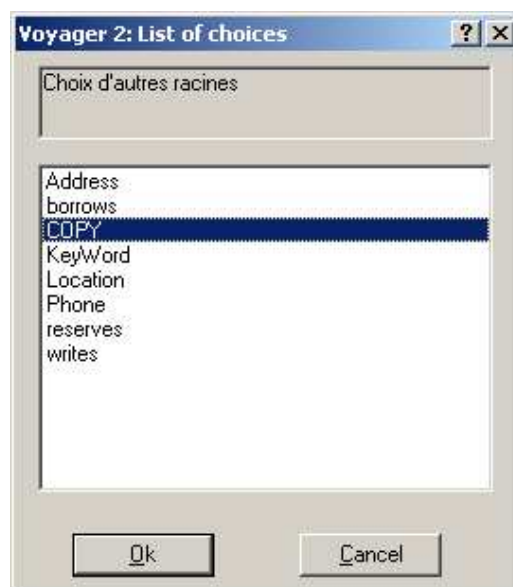 Voyager 2: List of choices
Choix d'autres racines
Address
borrows
COPY
KeyWord
Location
Phone
reserves
writes
Ok
Cancel